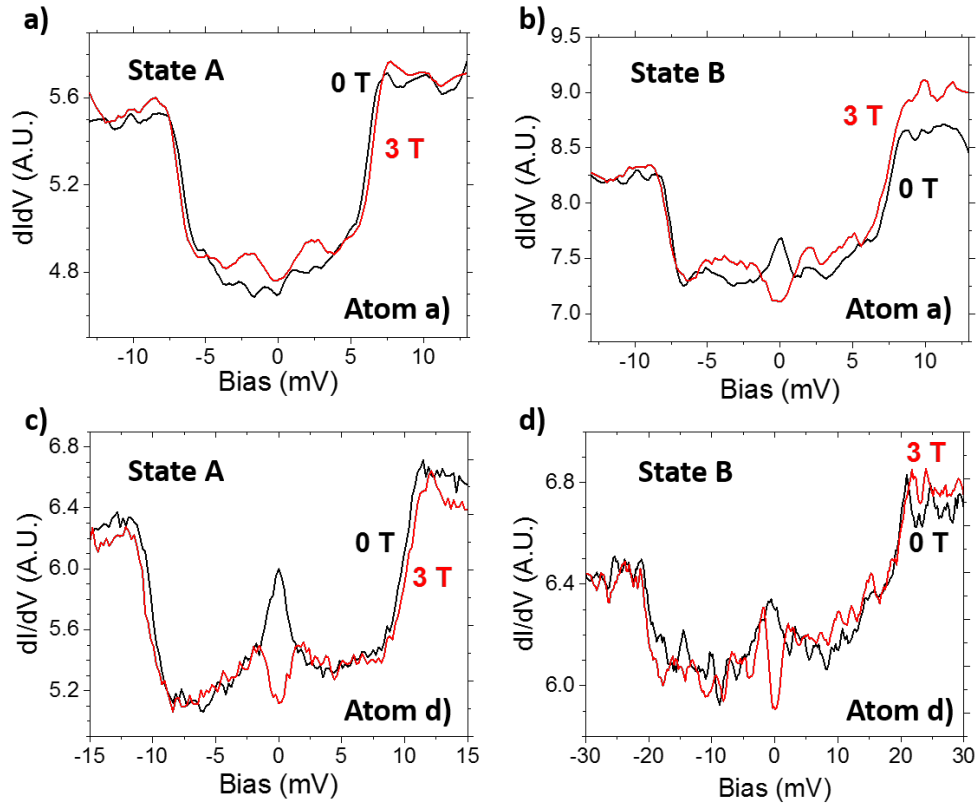 a)
State A
0 T
3 T
Atom a)
dIdV (A.U.)
5.6
5.2
4.8
-10
-5
0
5
10
Bias (mV)
b)
State B
3 T
0 T
Atom a)
dIdV (A.U.)
9.5
9.0
8.5
8.0
7.5
7.0
-10
-5
0
5
10
Bias (mV)
c)
State A
0 T
3 T
Atom d)
dI/dV (A.U.)
6.8
6.4
6.0
5.6
5.2
-15
-10
-5
0
5
10
15
Bias (mV)
d)
State B
3 T
0 T
Atom d)
dI/dV (A.U.)
6.8
6.4
6.0
-30
-20
-10
0
10
20
30
Bias (mV)